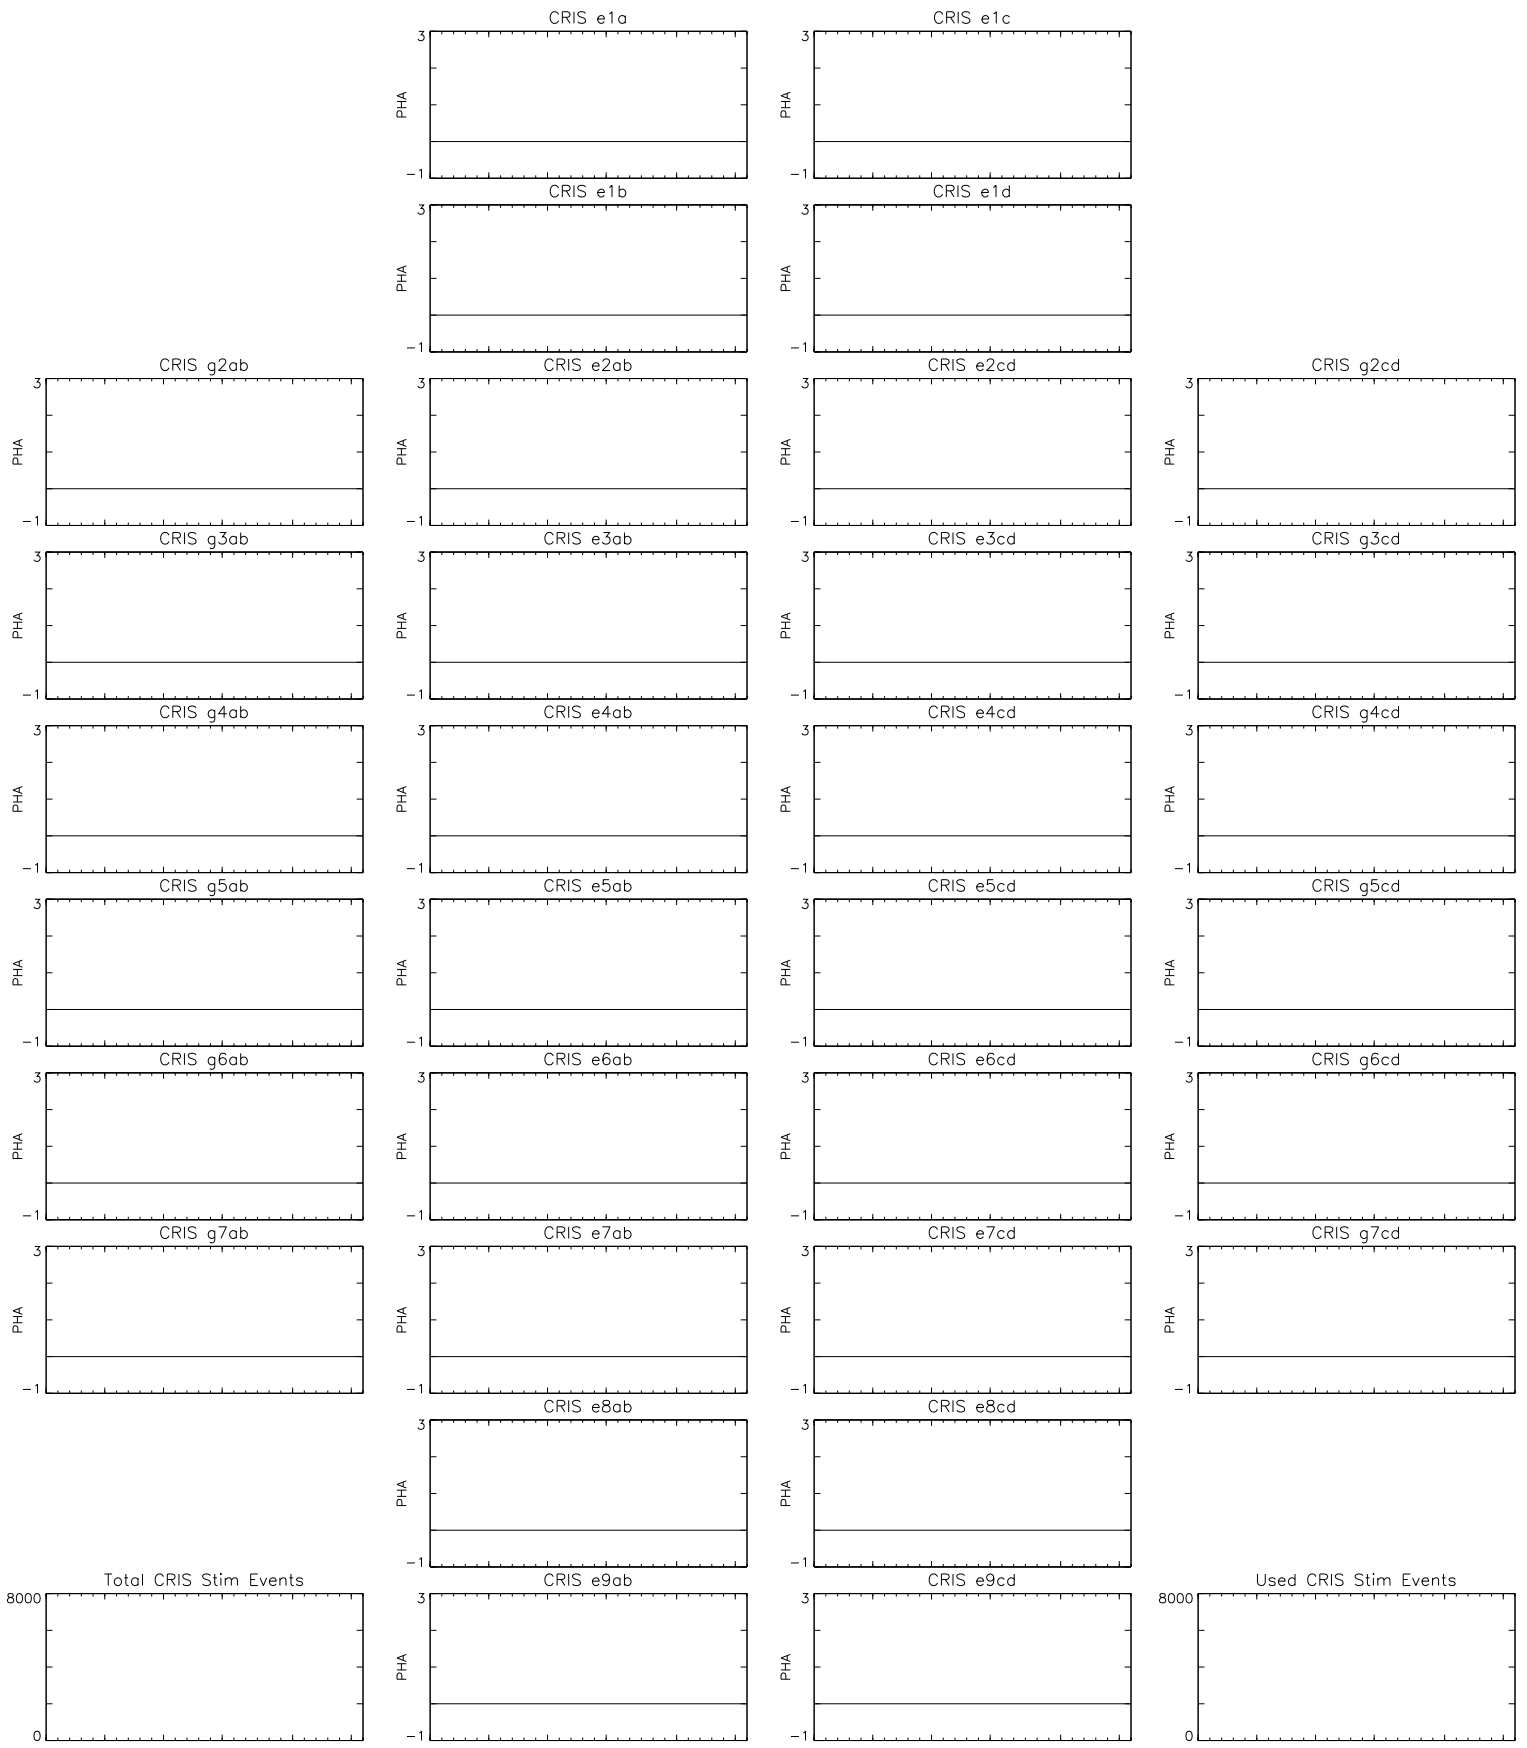 CRIS e1a CRIS e1c
3 3
PHA PHA
-1 -1
CRIS e1b CRIS e1d
3 3
PHA PHA
-1 -1
CRIS g2ab CRIS e2ab CRIS e2cd CRIS g2cd
3 3 3 3
PHA PHA PHA PHA
-1 -1 -1 -1
CRIS g3ab CRIS e3ab CRIS e3cd CRIS g3cd
3 3 3 3
PHA PHA PHA PHA
-1 -1 -1 -1
CRIS g4ab CRIS e4ab CRIS e4cd CRIS g4cd
3 3 3 3
PHA PHA PHA PHA
-1 -1 -1 -1
CRIS g5ab CRIS e5ab CRIS e5cd CRIS g5cd
3 3 3 3
PHA PHA PHA PHA
-1 -1 -1 -1
CRIS g6ab CRIS e6ab CRIS e6cd CRIS g6cd
3 3 3 3
PHA PHA PHA PHA
-1 -1 -1 -1
CRIS g7ab CRIS e7ab CRIS e7cd CRIS g7cd
3 3 3 3
PHA PHA PHA PHA
-1 -1 -1 -1
CRIS e8ab CRIS e8cd
3 3
PHA PHA
-1 -1
Total CRIS Stim Events CRIS e9ab CRIS e9cd Used CRIS Stim Events
8000 3 3 8000
PHA PHA
0 -1 -1 0